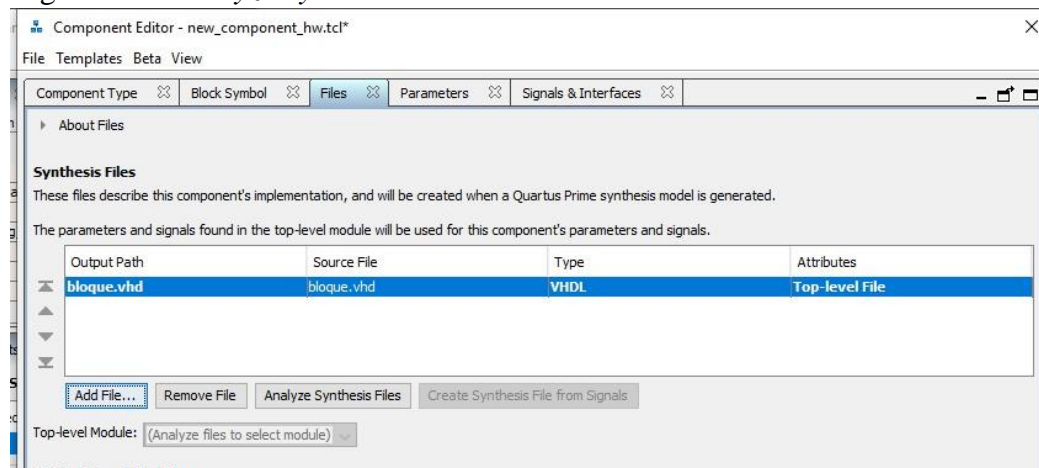 Component Editor - new_component_hw.tcl*
File Templates Beta View
Component Type Block Symbol Files Parameters Signals & Interfaces
About Files
Synthesis Files
These files describe this component's implementation, and will be created when a Quartus Prime synthesis model is generated.
The parameters and signals found in the top-level module will be used for this component's parameters and signals.
Output Path Source File Type Attributes
bloque.vhd bloque.vhd VHDL Top-level File
Add File... Remove File Analyze Synthesis Files Create Synthesis File from Signals
Top-level Module: (Analyze files to select module)